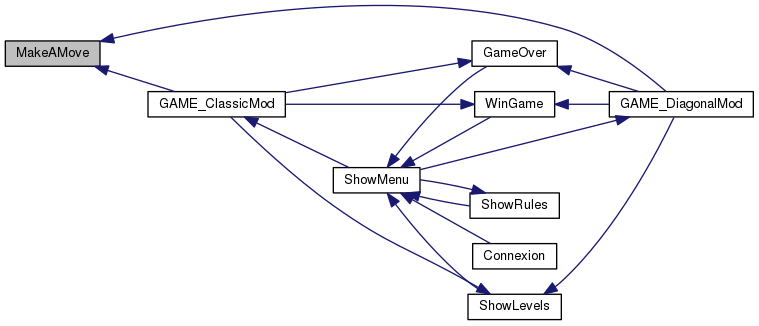 MakeAMove
GameOver
GAME_ClassicMod
WinGame
GAME_DiagonalMod
ShowMenu
ShowRules
Connexion
ShowLevels